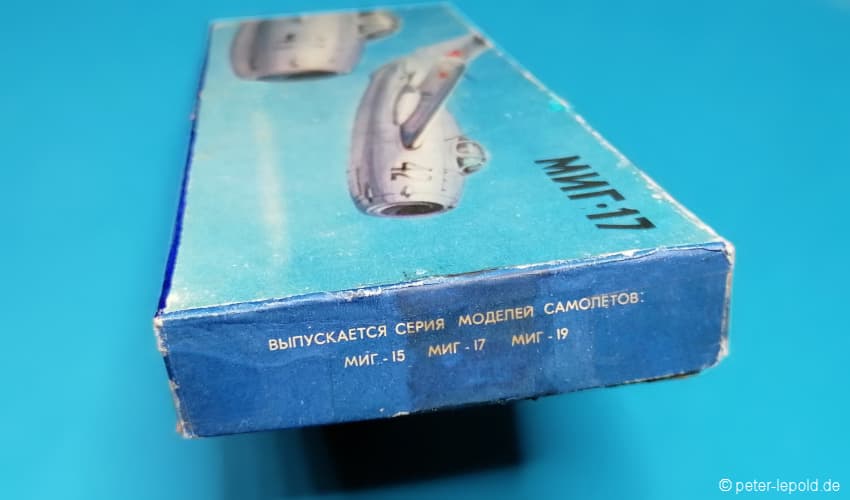 МИГ-17
ВЫПУСКАЕТСЯ СЕРИЯ МОДЕЛЕЙ САМОЛЕТОВ:
МИГ-15 МИГ-17 МИГ-19
© peter-lepold.de